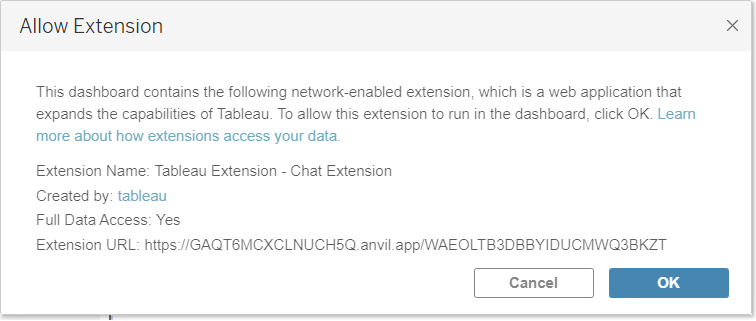 Allow Extension
This dashboard contains the following network-enabled extension, which is a web application that
expands the capabilities of Tableau. To allow this extension to run in the dashboard, click OK. Learn
more about how extensions access your data.
Extension Name: Tableau Extension - Chat Extension
Created by: tableau
Full Data Access: Yes
Extension URL: https://GAQT6MCXCLNUCH5Q.anvil.app/WAEOLTB3DBBYIDUCMWQ3BKZT
Cancel
OK